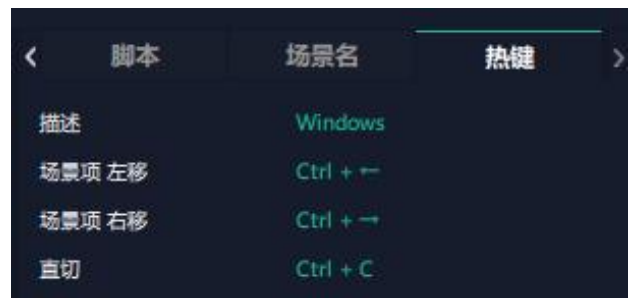 ‹ 脚本 场景名 热键 ›
描述 Windows
场景项 左移 Ctrl + ←
场景项 右移 Ctrl + →
直切 Ctrl + C